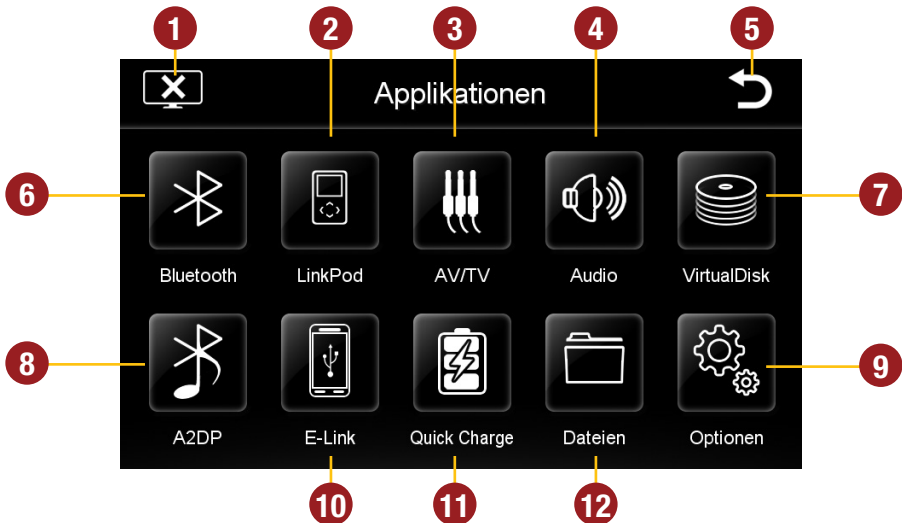 1 2 3 4 5
Applikationen
6 7
Bluetooth LinkPod AV/TV Audio VirtualDisk
8 9
A2DP E-Link Quick Charge Dateien Optionen
10 11 12